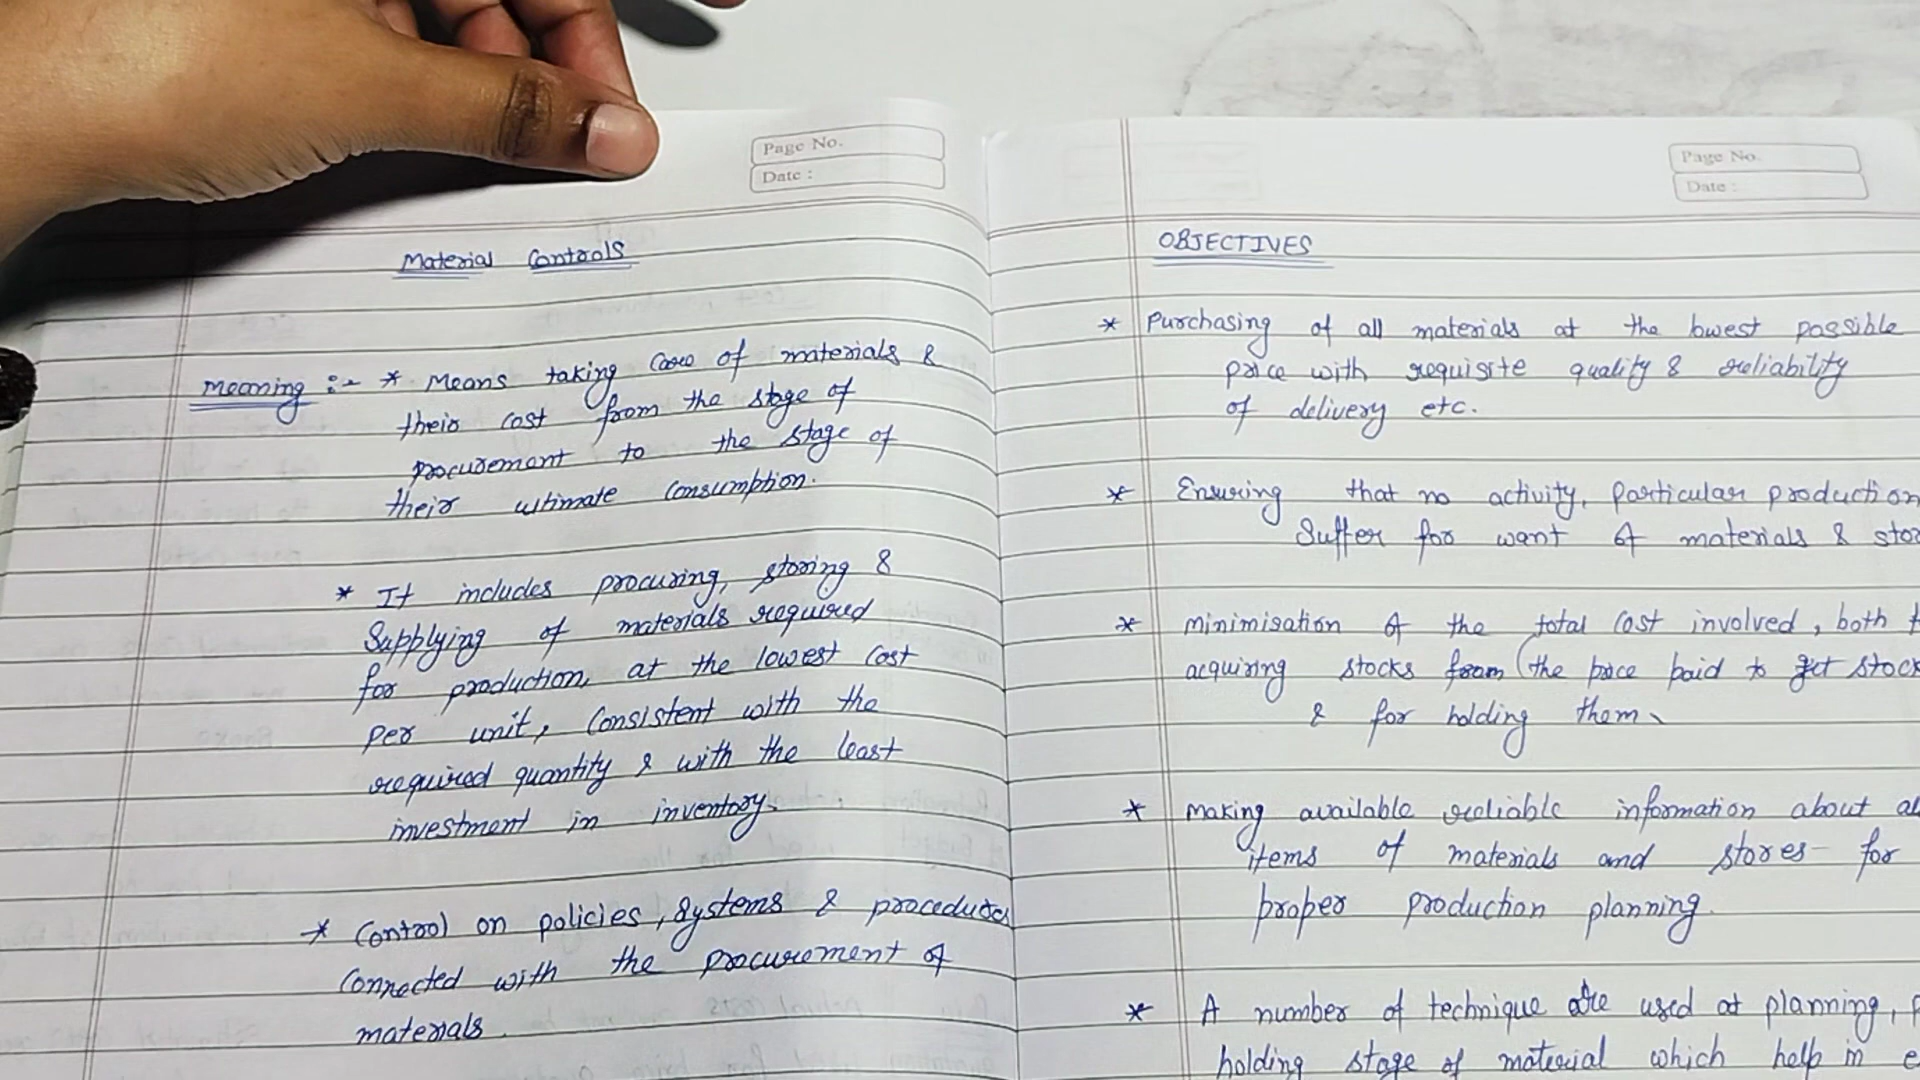 Page No.
Date :
Material Controls
Meaning :- * Means taking Care of materials &
their cost from the stage of
procurement to the stage of
their ultimate Consumption.
* It includes procuring, storing &
Supplying of materials required
for production, at the lowest Cost
per unit, Consistent with the
required quantity & with the least
investment in inventory.
* Control on policies, Systems & procedures
Connected with the procurement of
materials.
Page No.
Date :
OBJECTIVES
* Purchasing of all materials at the lowest possible
price with requisite quality & reliability
of delivery etc.
* Ensuring that no activity, particular production
Suffer for want of materials & stor
* minimisation of the total Cost involved, both
acquiring stocks from (the price paid to get stock
& for holding them.
* Making available reliable information about al
items of materials and stores for
proper production planning.
* A number of technique are used at planning,
holding stage of material which help in e